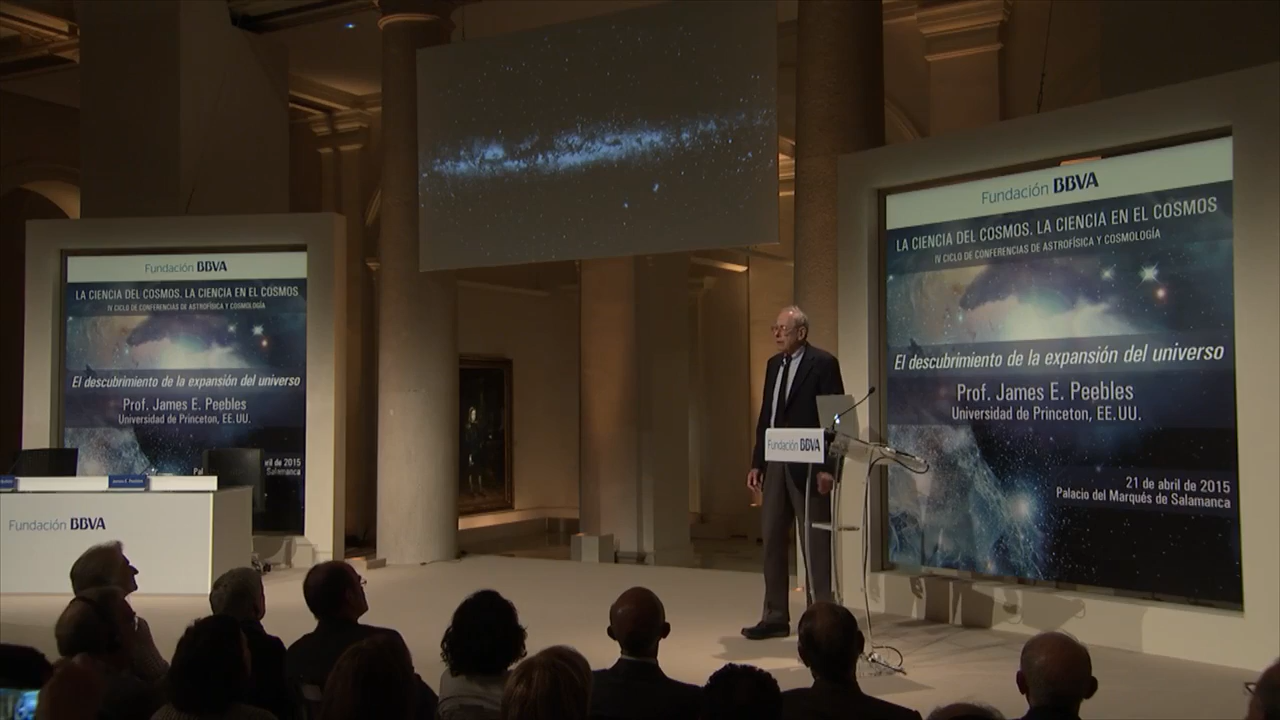 Fundación BBVA
LA CIENCIA DEL COSMOS. LA CIENCIA EN EL COSMOS
IV CICLO DE CONFERENCIAS DE ASTROFÍSICA Y COSMOLOGÍA
El descubrimiento de la expansión del universo
Prof. James E. Peebles
Universidad de Princeton, EE.UU.
abril de 2015
Pal
Salamanca
James E. Peebles
Fundación BBVA
Fundación BBVA
Fundación BBVA
LA CIENCIA DEL COSMOS. LA CIENCIA EN EL COSMOS
IV CICLO DE CONFERENCIAS DE ASTROFÍSICA Y COSMOLOGÍA
El descubrimiento de la expansión del universo
Prof. James E. Peebles
Universidad de Princeton, EE.UU.
21 de abril de 2015
Palacio del Marqués de Salamanca